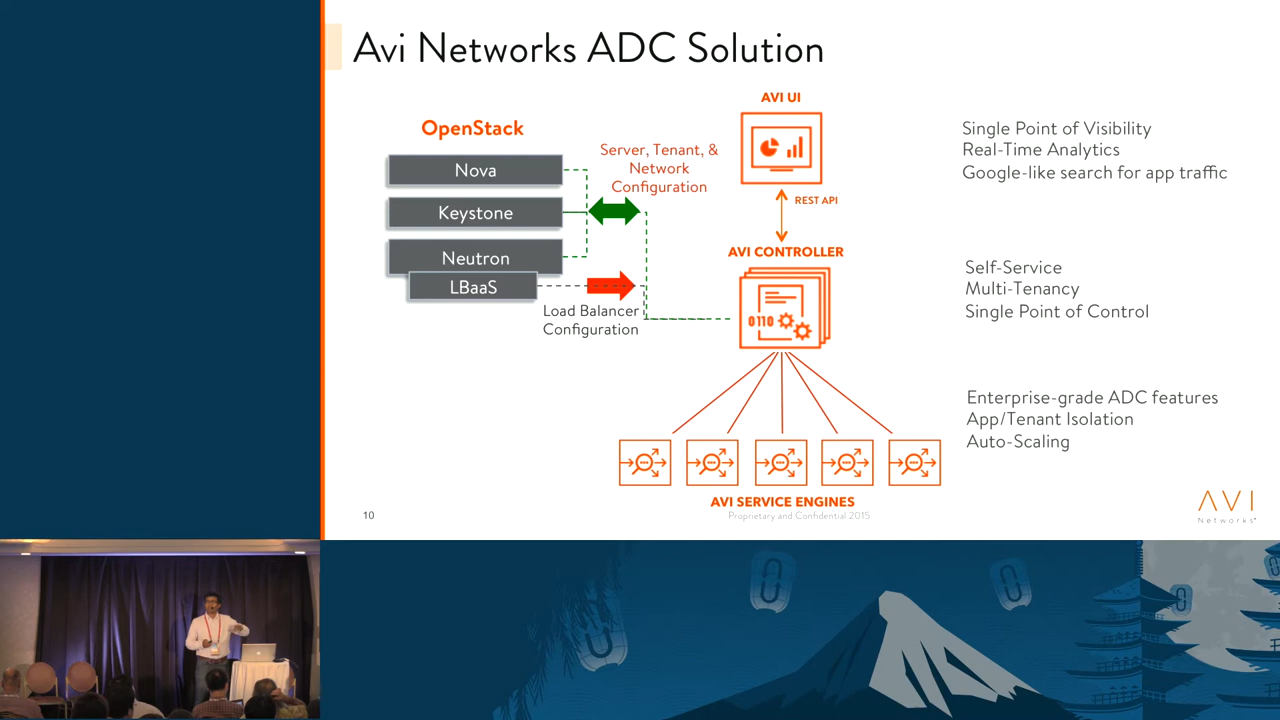 Avi Networks ADC Solution
OpenStack
Nova
Keystone
Neutron
LBaaS
Server, Tenant, &
Network
Configuration
Load Balancer
Configuration
AVI UI
REST API
AVI CONTROLLER
0110
AVI SERVICE ENGINES
Single Point of Visibility
Real-Time Analytics
Google-like search for app traffic
Self-Service
Multi-Tenancy
Single Point of Control
Enterprise-grade ADC features
App/Tenant Isolation
Auto-Scaling
10
Proprietary and Confidential 2015
AVI
Networks